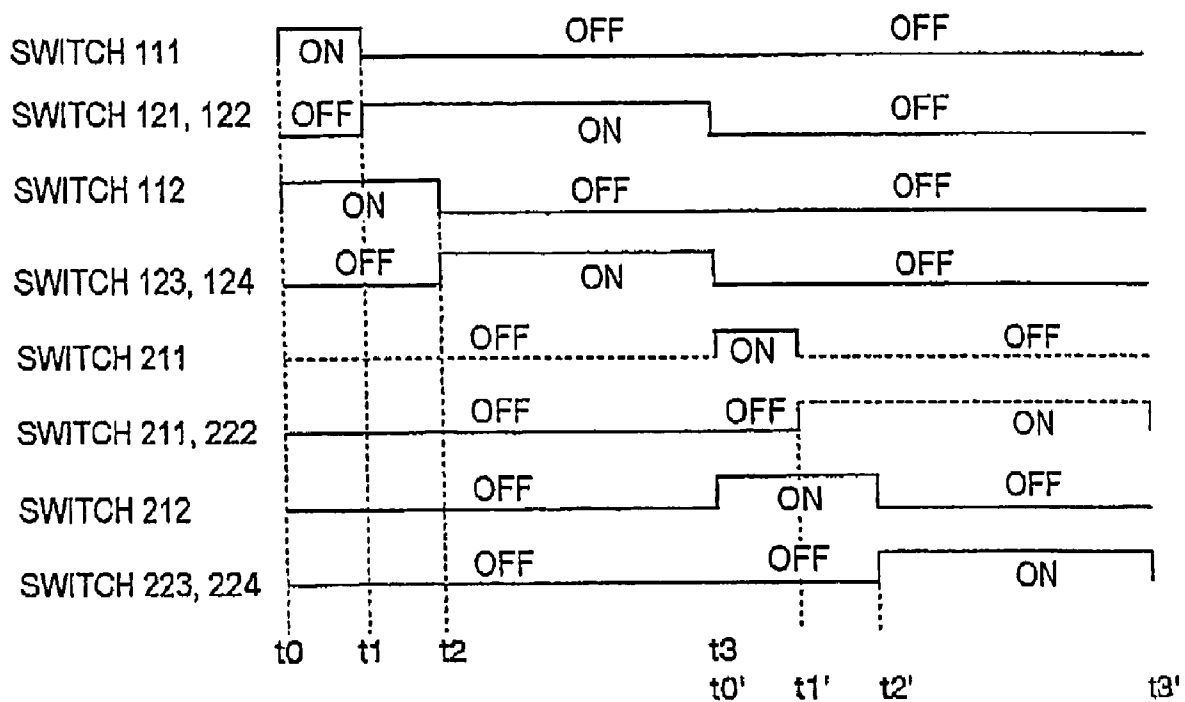 OFF OFF
SWITCH 111 ON
SWITCH 121, 122 OFF ON OFF
SWITCH 112 ON OFF OFF
SWITCH 123, 124 OFF ON OFF
SWITCH 211 OFF ON OFF
SWITCH 211, 222 OFF OFF ON
SWITCH 212 OFF ON OFF
SWITCH 223, 224 OFF OFF ON
t0 t1 t2 t3
t0' t1' t2' t3'